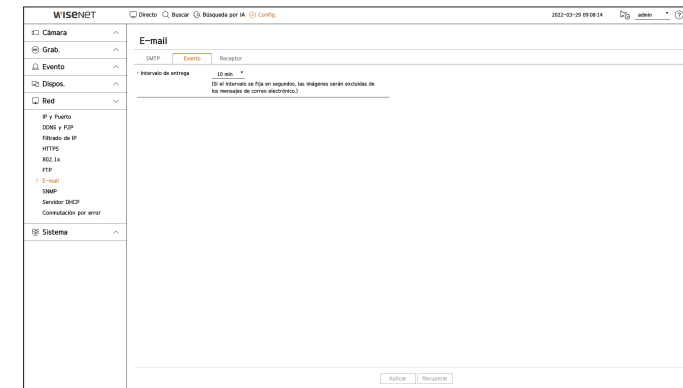 WISENET
Directo Buscar Búsqueda por IA Config. 2022-03-29 09:08:14 admin
Cámara
Grab.
Evento
Dispos.
Red
IP y Puerto
DDNS y P2P
Filtrado de IP
HTTPS
802.1x
FTP
E-mail
SNMP
Servidor DHCP
Conmutación por error
Sistema
E-mail
SMTP Evento Receptor
Intervalo de entrega 10 min
(Si el intervalo se fija en segundos, las imágenes serán excluidas de
los mensajes de correo electrónico.)
Aplicar Recuperar